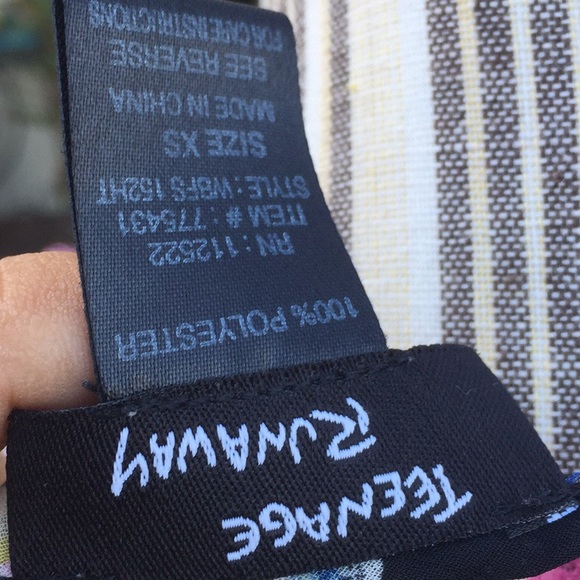 TEENAGE
RUNAWAY
100% POLYESTER
RN : 112522
ITEM # : 775431
STYLE : WBFS 152HT
SIZE XS
MADE IN CHINA
SEE REVERSE
FOR CARE INSTRUCTIONS